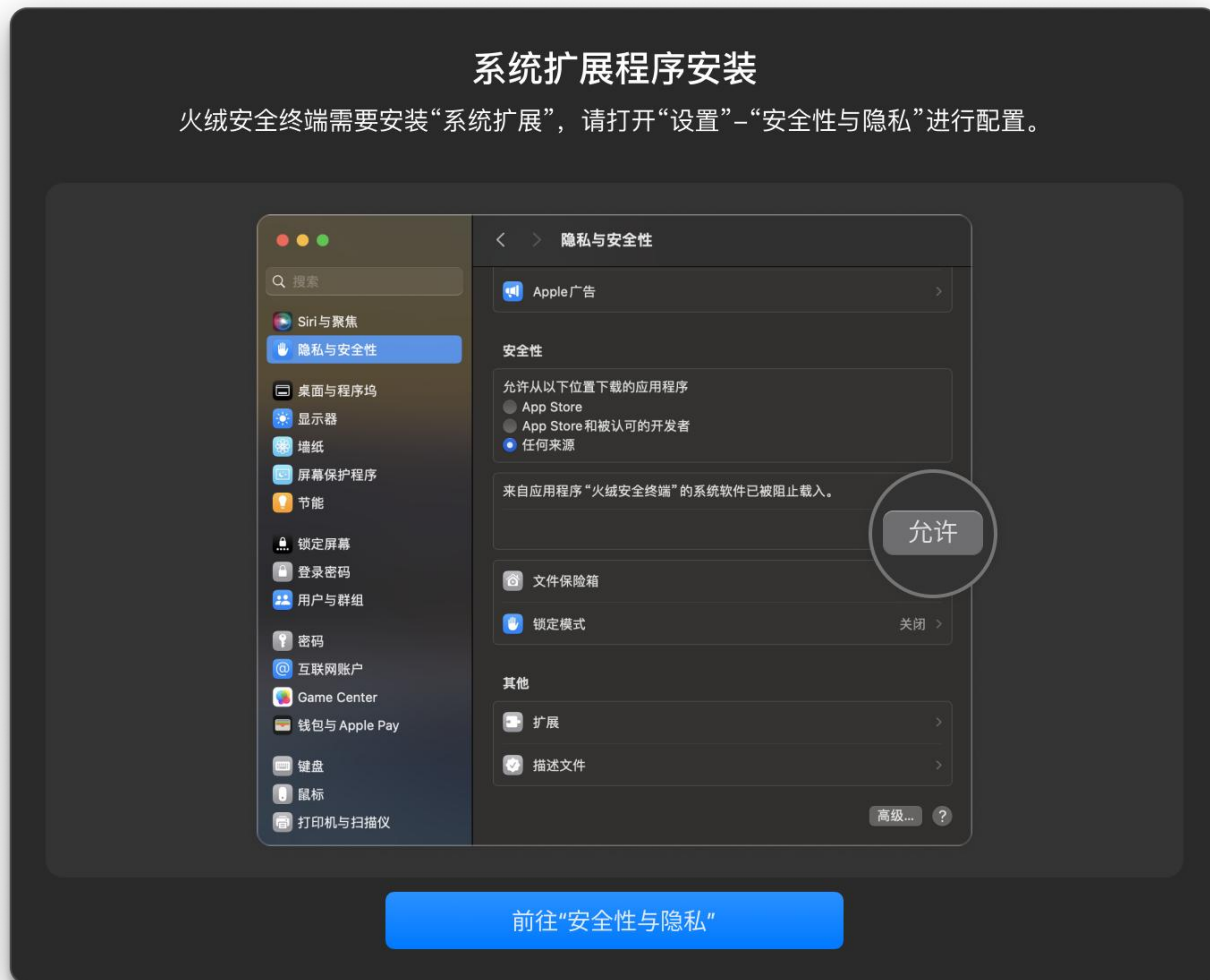 系统扩展程序安装
火绒安全终端需要安装“系统扩展”，请打开“设置”–“安全性与隐私”进行配置。
隐私与安全性
搜索
Apple广告
Siri与聚焦
隐私与安全性
安全性
桌面与程序坞
允许从以下位置下载的应用程序
App Store
显示器
App Store和被认可的开发者
墙纸
任何来源
屏幕保护程序
来自应用程序“火绒安全终端”的系统软件已被阻止载入。
节能
允许
锁定屏幕
登录密码
文件保险箱
用户与群组
锁定模式
关闭
密码
互联网账户
其他
Game Center
扩展
钱包与 Apple Pay
键盘
描述文件
鼠标
打印机与扫描仪
高级...
?
前往“安全性与隐私”